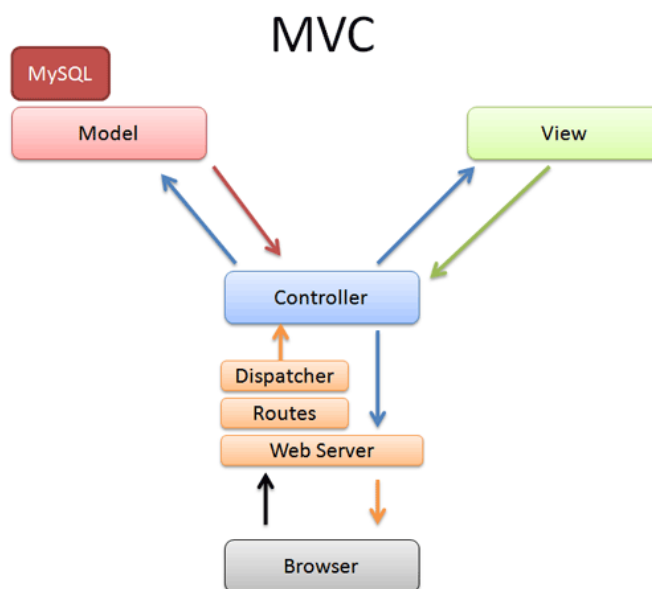 MVC
MySQL
Model
View
Controller
Dispatcher
Routes
Web Server
Browser